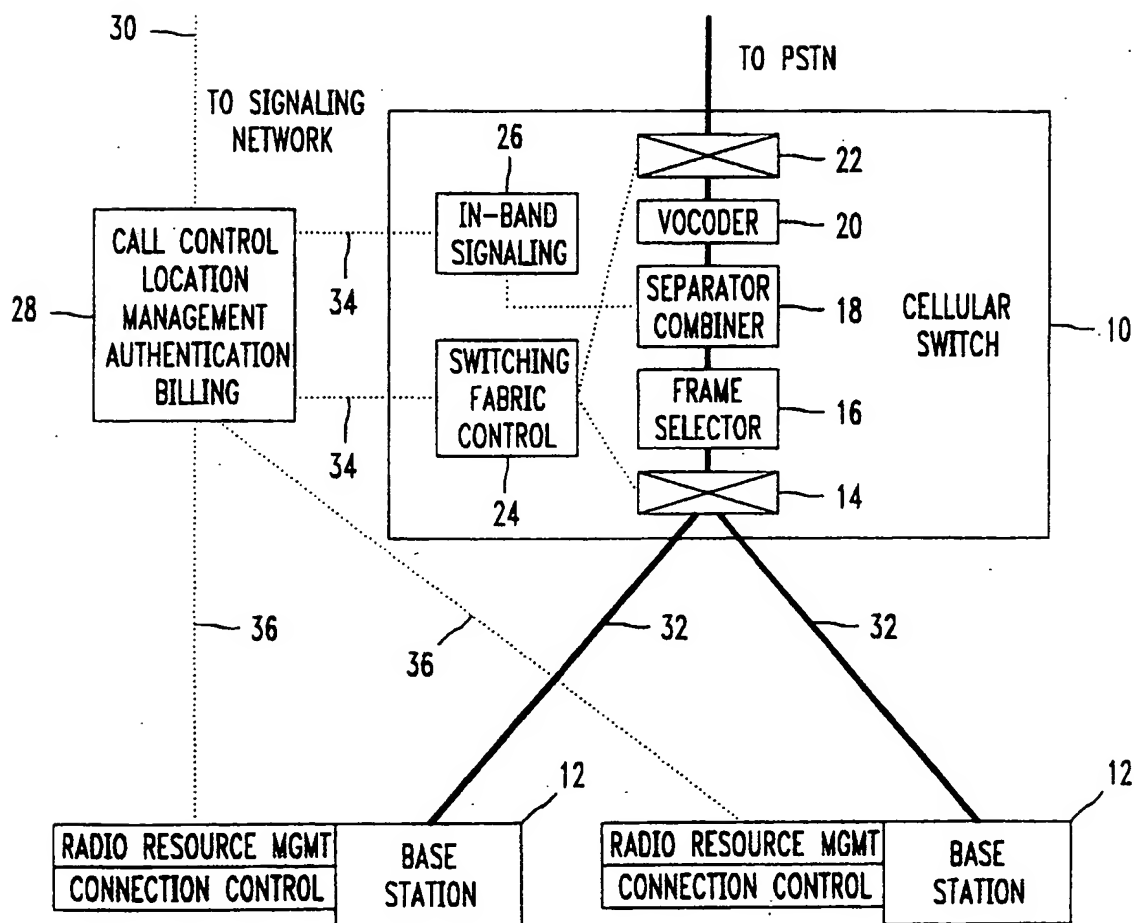 30
TO PSTN
TO SIGNALING
NETWORK
26
22
IN-BAND
SIGNALING
VOCODER
20
CALL CONTROL
LOCATION
MANAGEMENT
AUTHENTICATION
BILLING
28
34
SEPARATOR
COMBINER
18
CELLULAR
SWITCH
10
SWITCHING
FABRIC
CONTROL
34
FRAME
SELECTOR
16
24
14
36
36
32
32
12
12
RADIO RESOURCE MGMT
CONNECTION CONTROL
BASE
STATION
RADIO RESOURCE MGMT
CONNECTION CONTROL
BASE
STATION